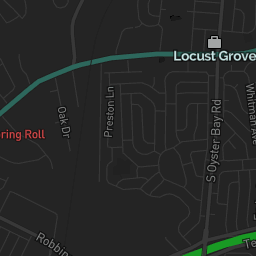 Locust Grove
Whitman Ave
Preston Ln
Oak Dr
S Oyster Bay Rd
ring Roll
Robbin
Te